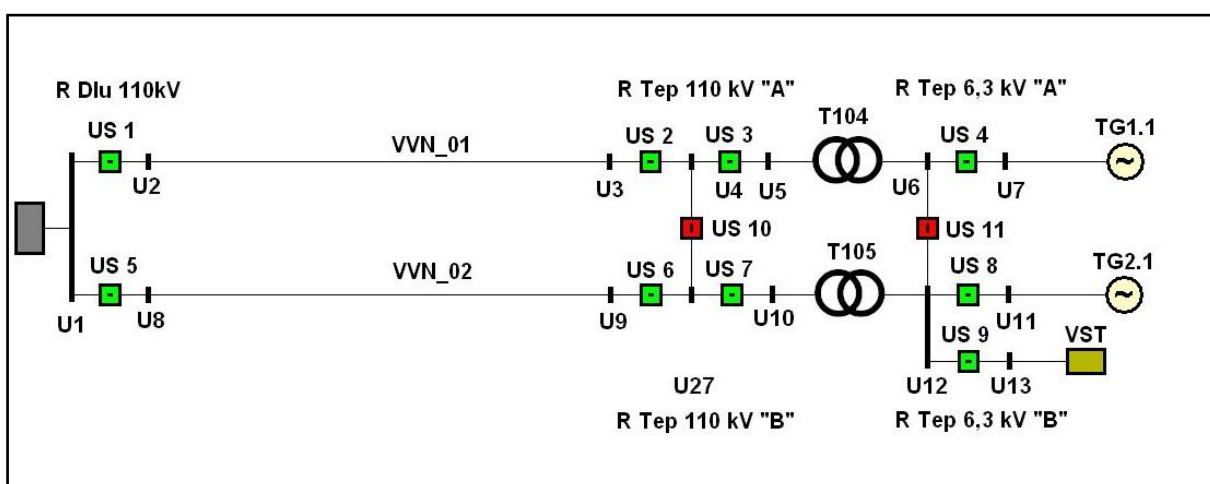 R Dlu 110kV
R Tep 110 kV "A"
R Tep 6,3 kV "A"
US 1
VVN_01
US 2
US 3
T104
US 4
TG1.1
U2
U3
U4
U5
U6
U7
US 10
US 11
US 5
VVN_02
US 6
US 7
T105
US 8
TG2.1
U1
U8
U9
U10
U11
US 9
VST
U27
U12
U13
R Tep 110 kV "B"
R Tep 6,3 kV "B"